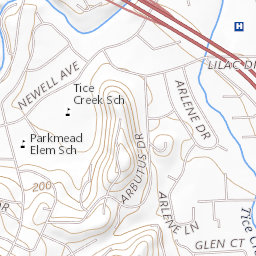 H
LILAC DR
NEWELL AVE
Tice
Creek Sch
ARLENE DR
Parkmead
Elem Sch
ARBUTUS DR
200
ARLENE LN
GLEN CT
Tice